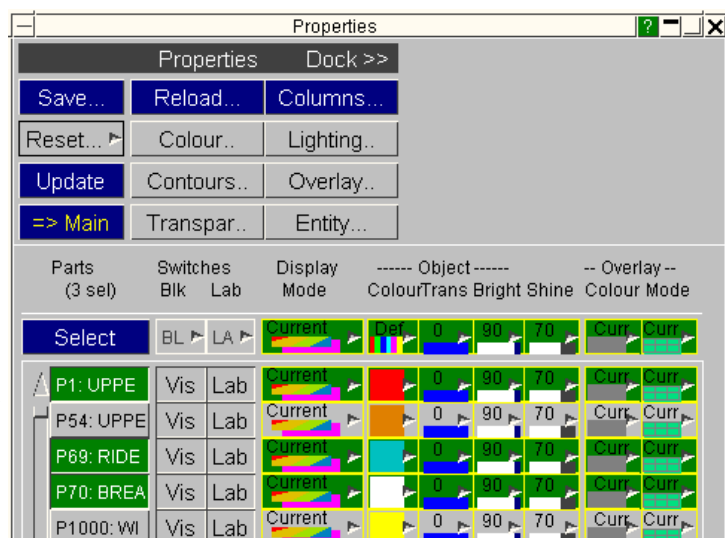 Properties ?
Properties Dock >>
Save... Reload... Columns...
Reset... Colour.. Lighting..
Update Contours.. Overlay..
=> Main Transpar.. Entity...
Parts Switches Display ------ Object ------ -- Overlay --
(3 sel) Blk Lab Mode Colour Trans Bright Shine Colour Mode
Select BL LA Current Def 0 90 70 Curr Curr
P1: UPPE Vis Lab Current 0 90 70 Curr Curr
P54: UPPE Vis Lab Current 0 90 70 Curr Curr
P69: RIDE Vis Lab Current 0 90 70 Curr Curr
P70: BREA Vis Lab Current 0 90 70 Curr Curr
P1000: WI Vis Lab Current 0 90 70 Curr Curr